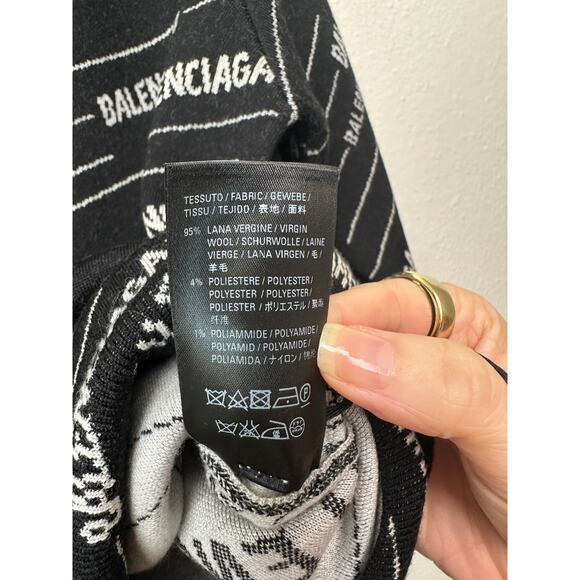 BALENCIAGA
BALEN
TESSUTO / FABRIC / GEWEBE /
TISSU / TEJIDO / 表地 / 面料
95% LANA VERGINE / VIRGIN
WOOL / SCHURWOLLE / LAINE
VIERGE / LANA VIRGEN / 毛 /
羊毛
4% POLIESTERE / POLYESTER /
POLYESTER / POLYESTER /
POLIESTER / ポリエステル / 聚酯
纤维
1% POLIAMMIDE / POLYAMIDE /
POLYAMID / POLYAMIDE /
POLIAMIDA / ナイロン /
P